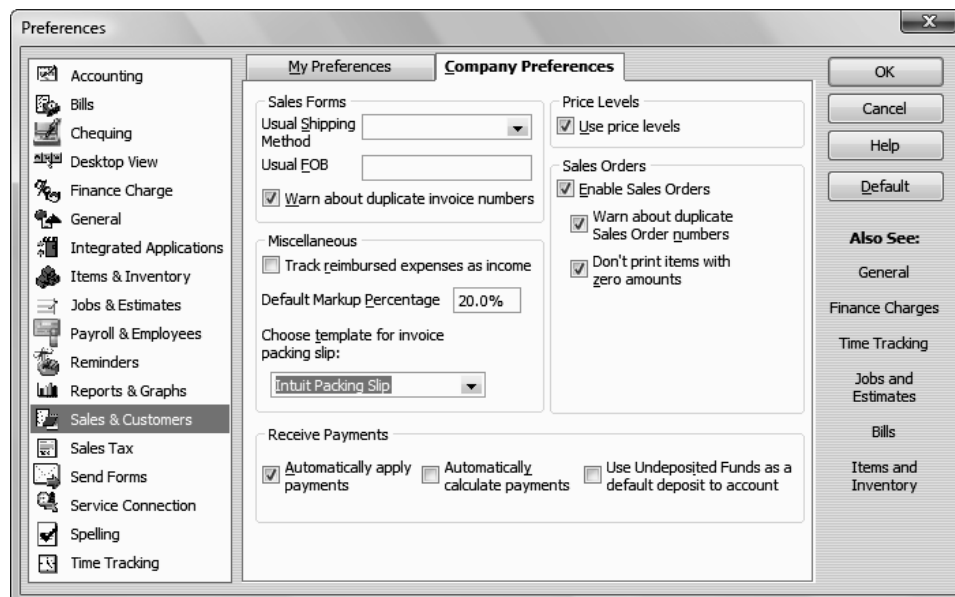 Preferences
X
Accounting
Bills
Chequing
Desktop View
Finance Charge
General
Integrated Applications
Items & Inventory
Jobs & Estimates
Payroll & Employees
Reminders
Reports & Graphs
Sales & Customers
Sales Tax
Send Forms
Service Connection
Spelling
Time Tracking
My Preferences
Company Preferences
Sales Forms
Usual Shipping
Method
Usual FOB
Warn about duplicate invoice numbers
Miscellaneous
Track reimbursed expenses as income
Default Markup Percentage 20.0%
Choose template for invoice
packing slip:
Intuit Packing Slip
Price Levels
Use price levels
Sales Orders
Enable Sales Orders
Warn about duplicate
Sales Order numbers
Don't print items with
zero amounts
Receive Payments
Automatically apply
payments
Automatically
calculate payments
Use Undeposited Funds as a
default deposit to account
OK
Cancel
Help
Default
Also See:
General
Finance Charges
Time Tracking
Jobs and
Estimates
Bills
Items and
Inventory